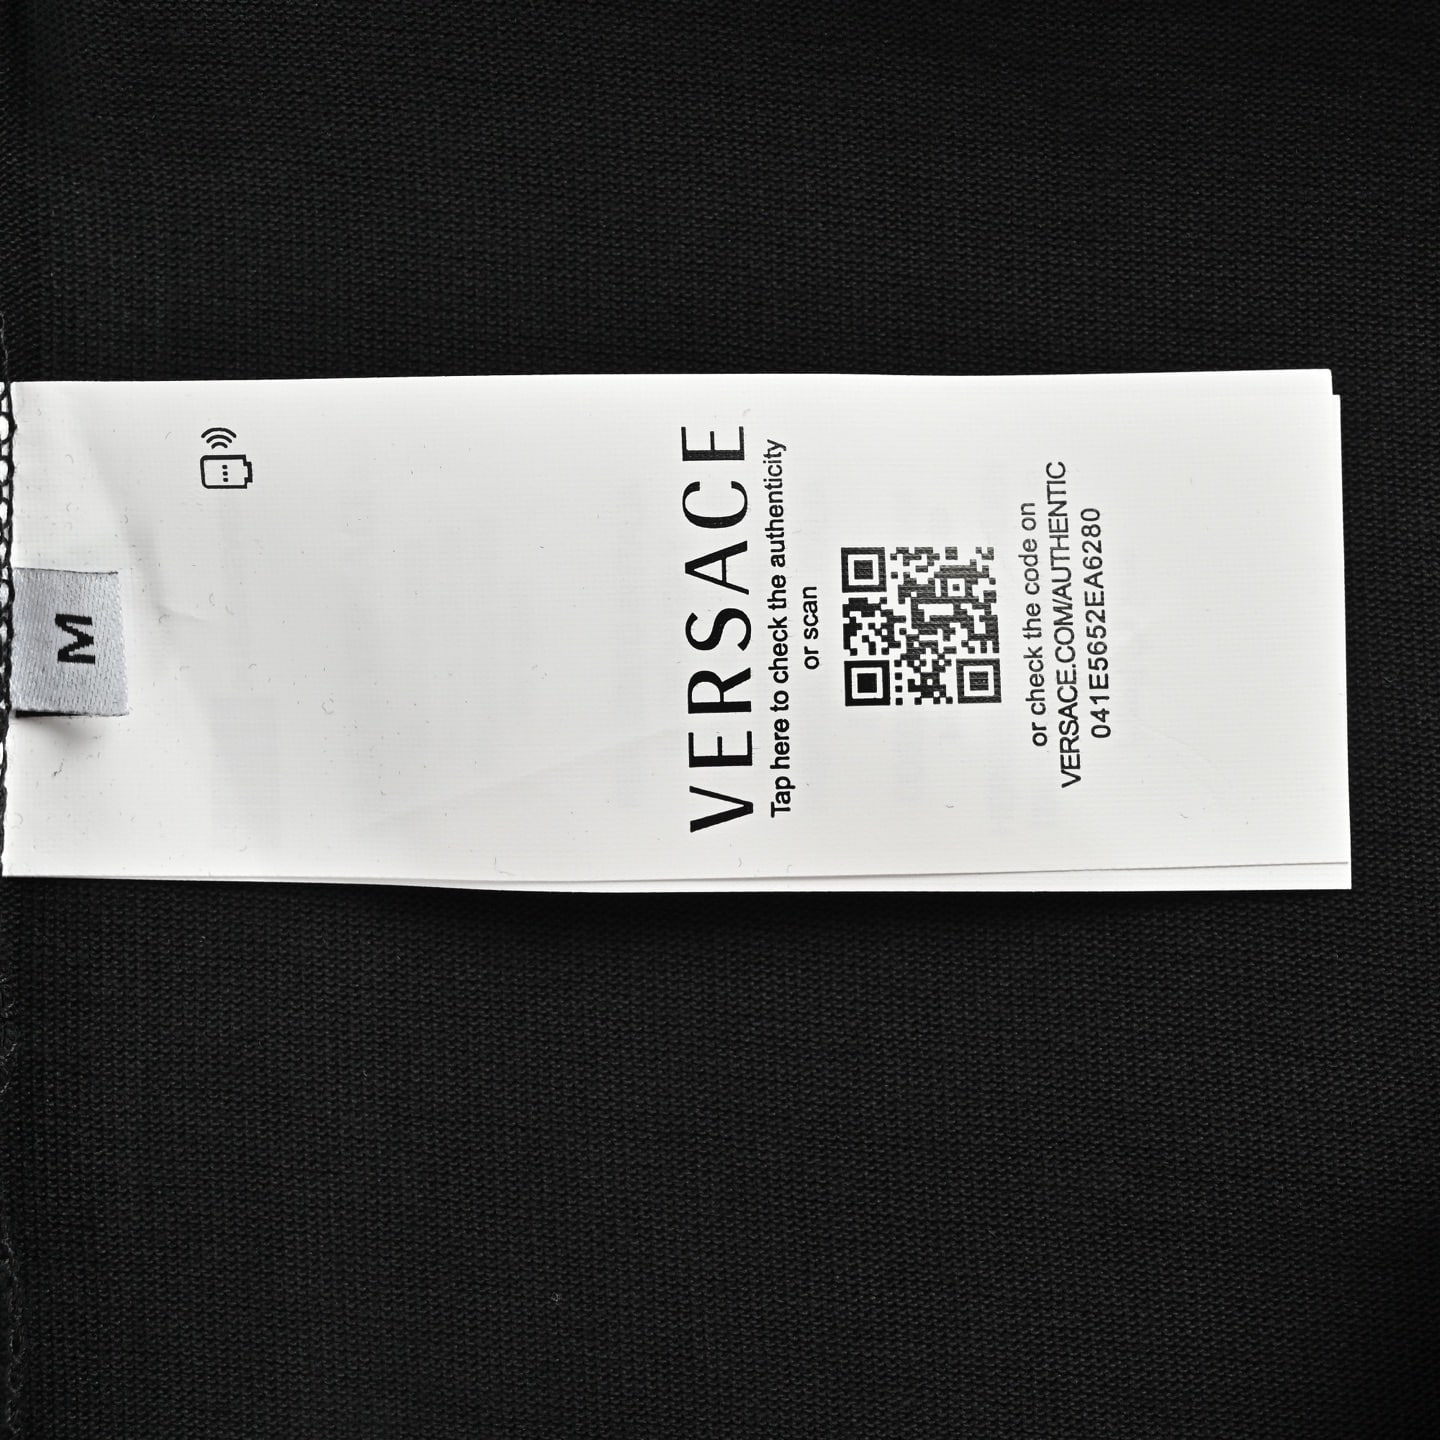 M
VERSACE
Tap here to check the authenticity
or scan
or check the code on
VERSACE.COM/AUTHENTIC
041E5652EA6280